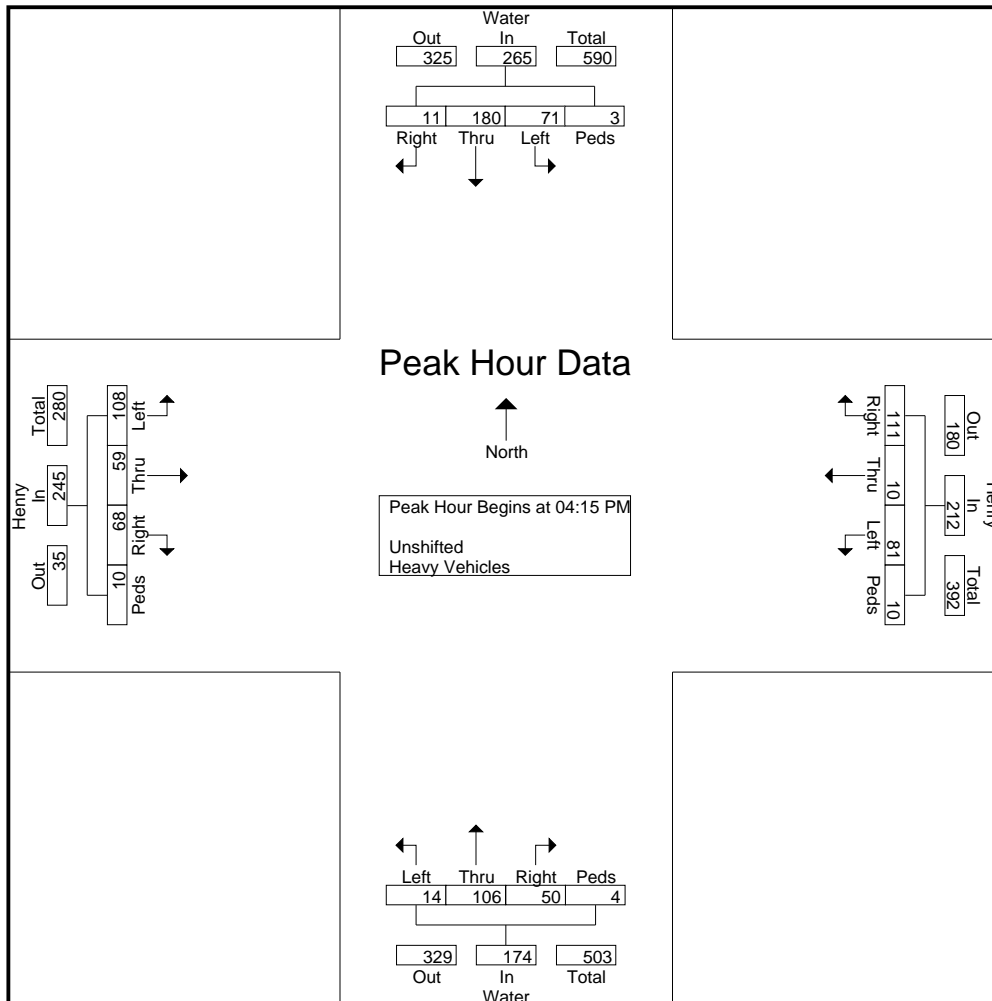 Water
Out In Total
325 265 590
11 180 71 3
Right Thru Left Peds
Peak Hour Data
North
Peak Hour Begins at 04:15 PM
Unshifted
Heavy Vehicles
Henry
Total In Out
280 245 35
108 59 68 10
Left Thru Right Peds
Henry
Out In Total
180 212 392
111 10 81 10
Right Thru Left Peds
Left Thru Right Peds
14 106 50 4
329 174 503
Out In Total
Water